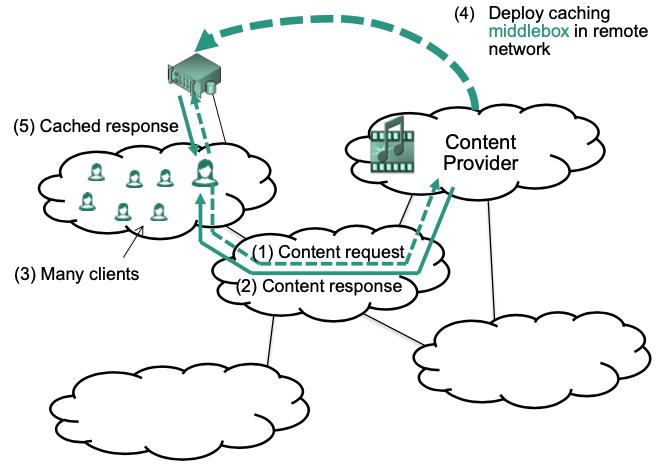 (4) Deploy caching
middlebox in remote
network
(5) Cached response
Content
Provider
(1) Content request
(3) Many clients
(2) Content response